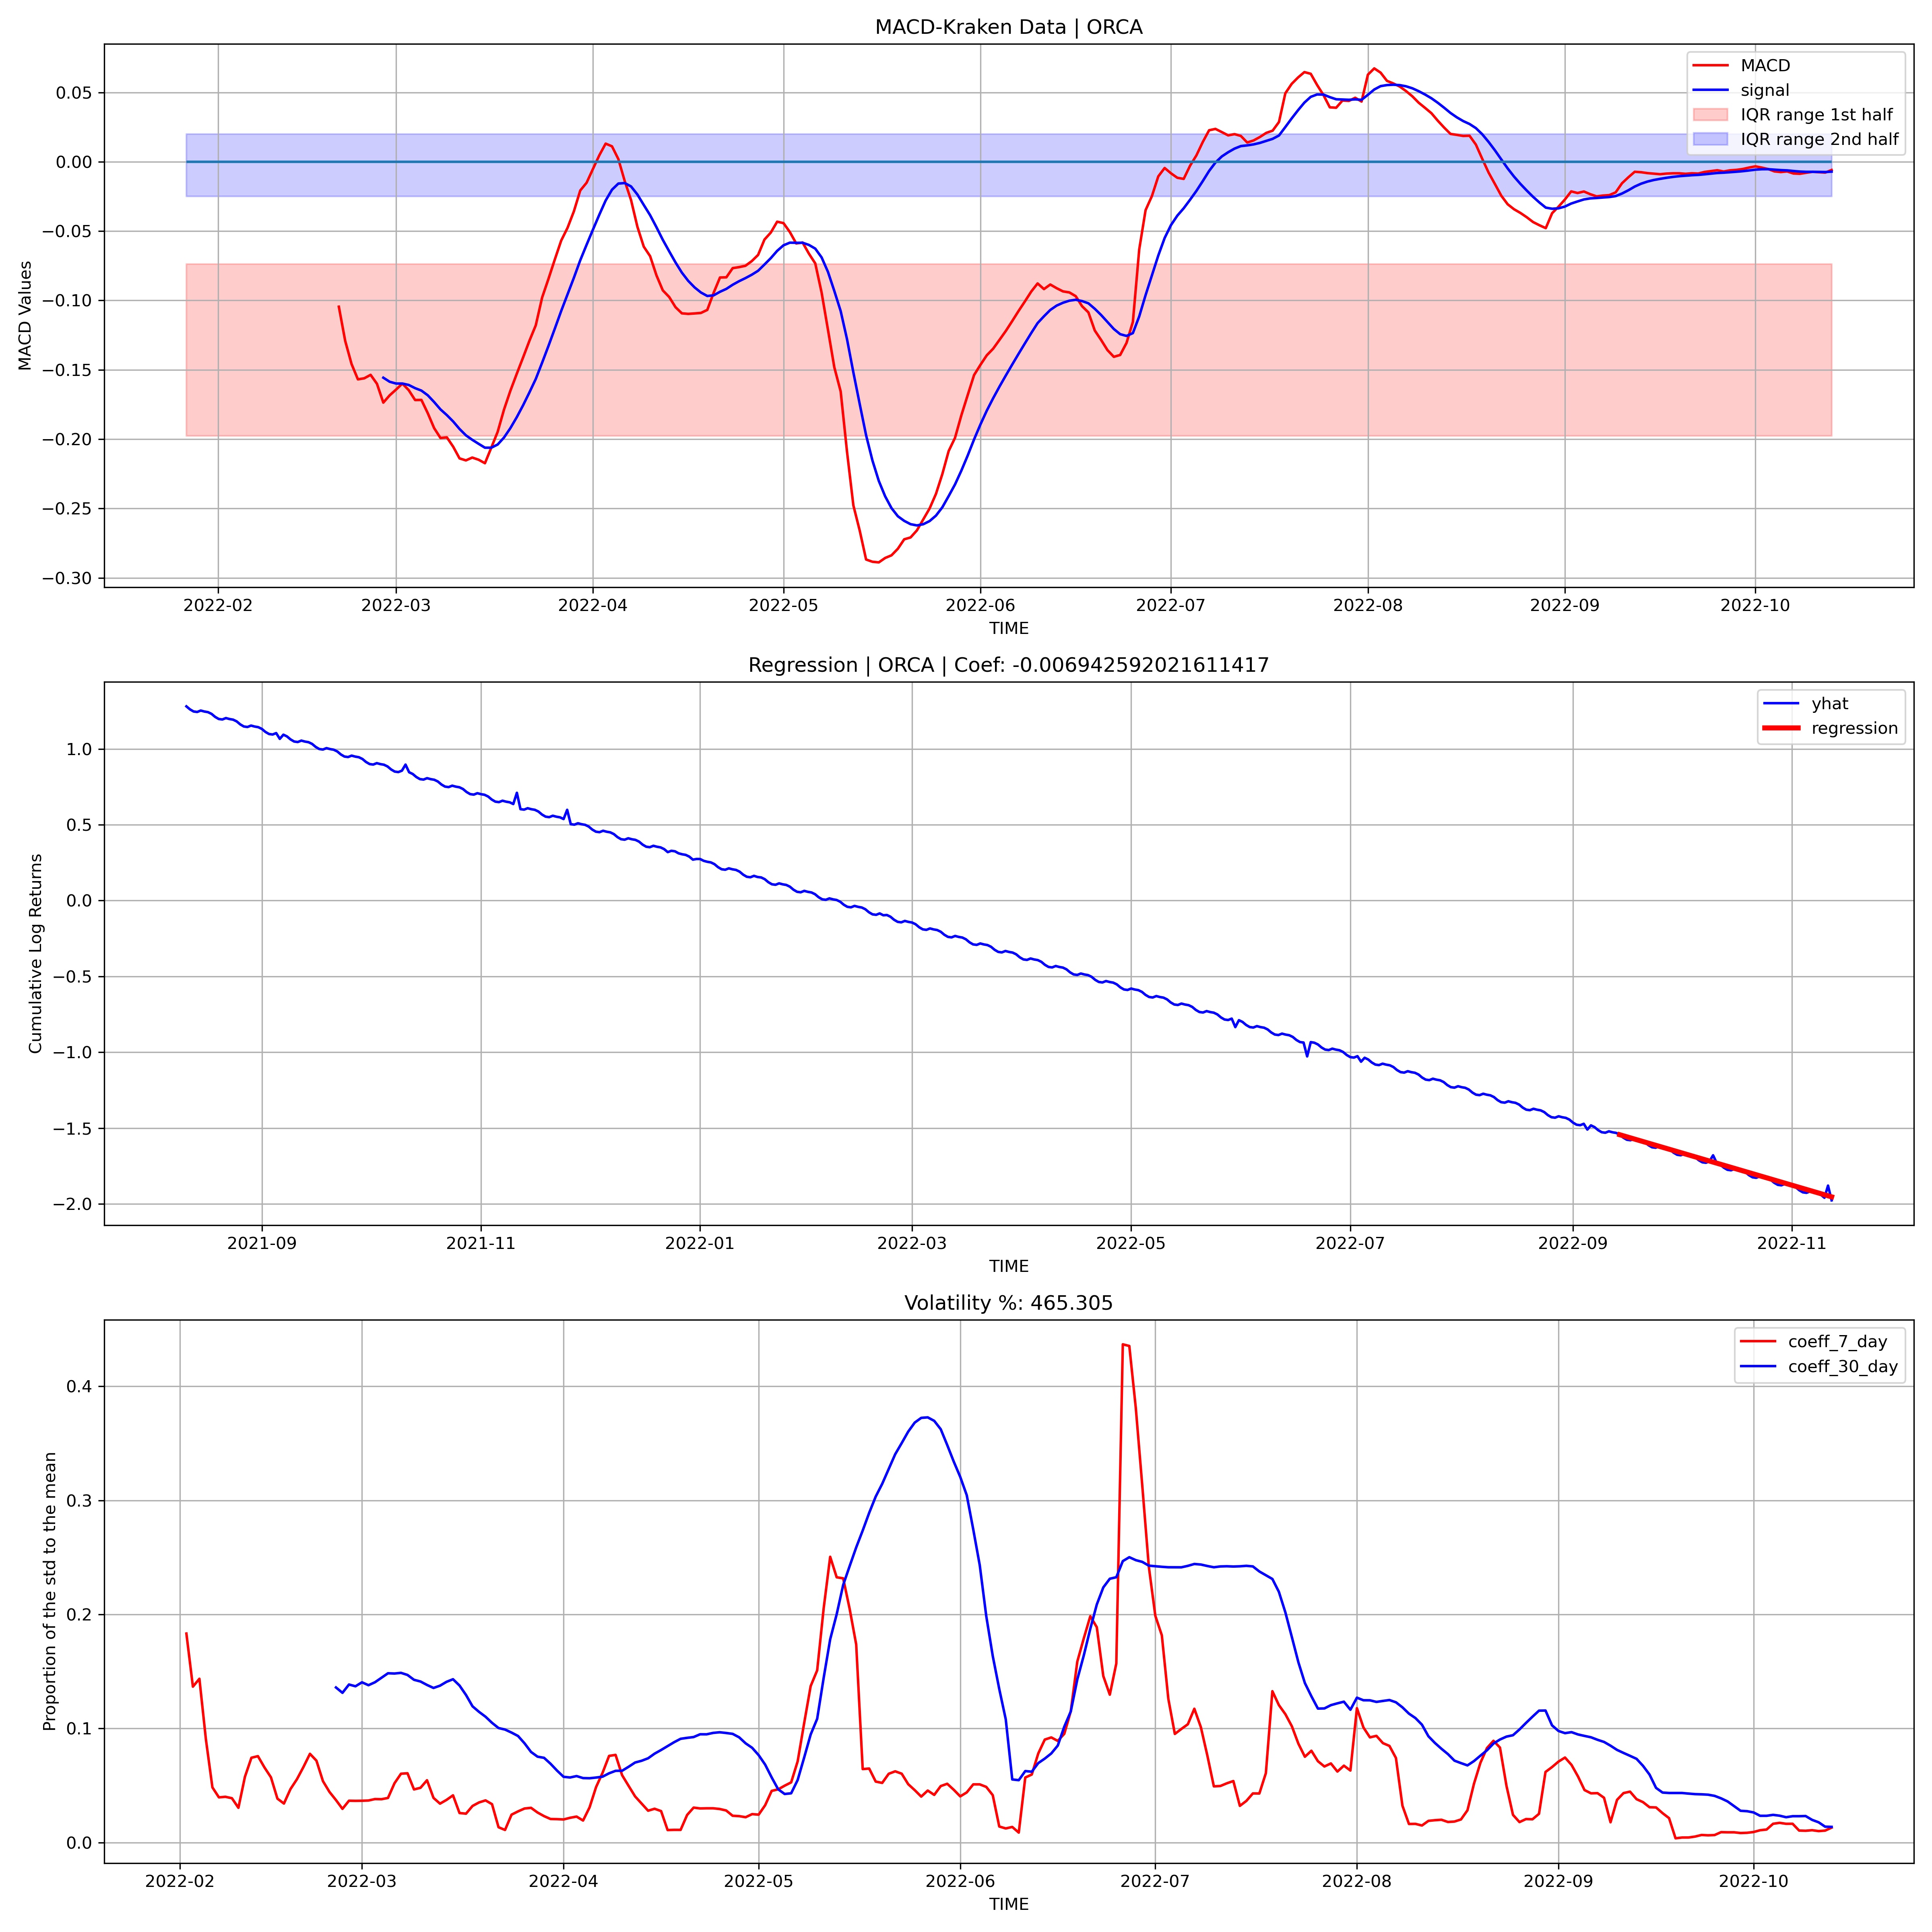 MACD-Kraken Data | ORCA
MACD
signal
IQR range 1st half
IQR range 2nd half
MACD Values
0.05
0.00
−0.05
−0.10
−0.15
−0.20
−0.25
−0.30
2022-02 2022-03 2022-04 2022-05 2022-06 2022-07 2022-08 2022-09 2022-10
TIME
Regression | ORCA | Coef: -0.006942592021611417
yhat
regression
Cumulative Log Returns
1.0
0.5
0.0
−0.5
−1.0
−1.5
−2.0
2021-09 2021-11 2022-01 2022-03 2022-05 2022-07 2022-09 2022-11
TIME
Volatility %: 465.305
coeff_7_day
coeff_30_day
Proportion of the std to the mean
0.4
0.3
0.2
0.1
0.0
2022-02 2022-03 2022-04 2022-05 2022-06 2022-07 2022-08 2022-09 2022-10
TIME